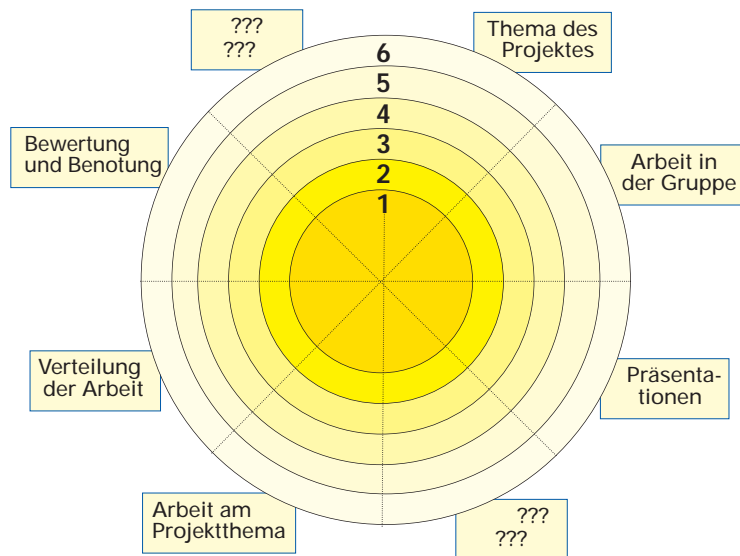 ???
???
Thema des
Projektes
6
5
4
3
2
1
Bewertung
und Benotung
Arbeit in
der Gruppe
Verteilung
der Arbeit
Präsenta-
tionen
Arbeit am
Projektthema
???
???